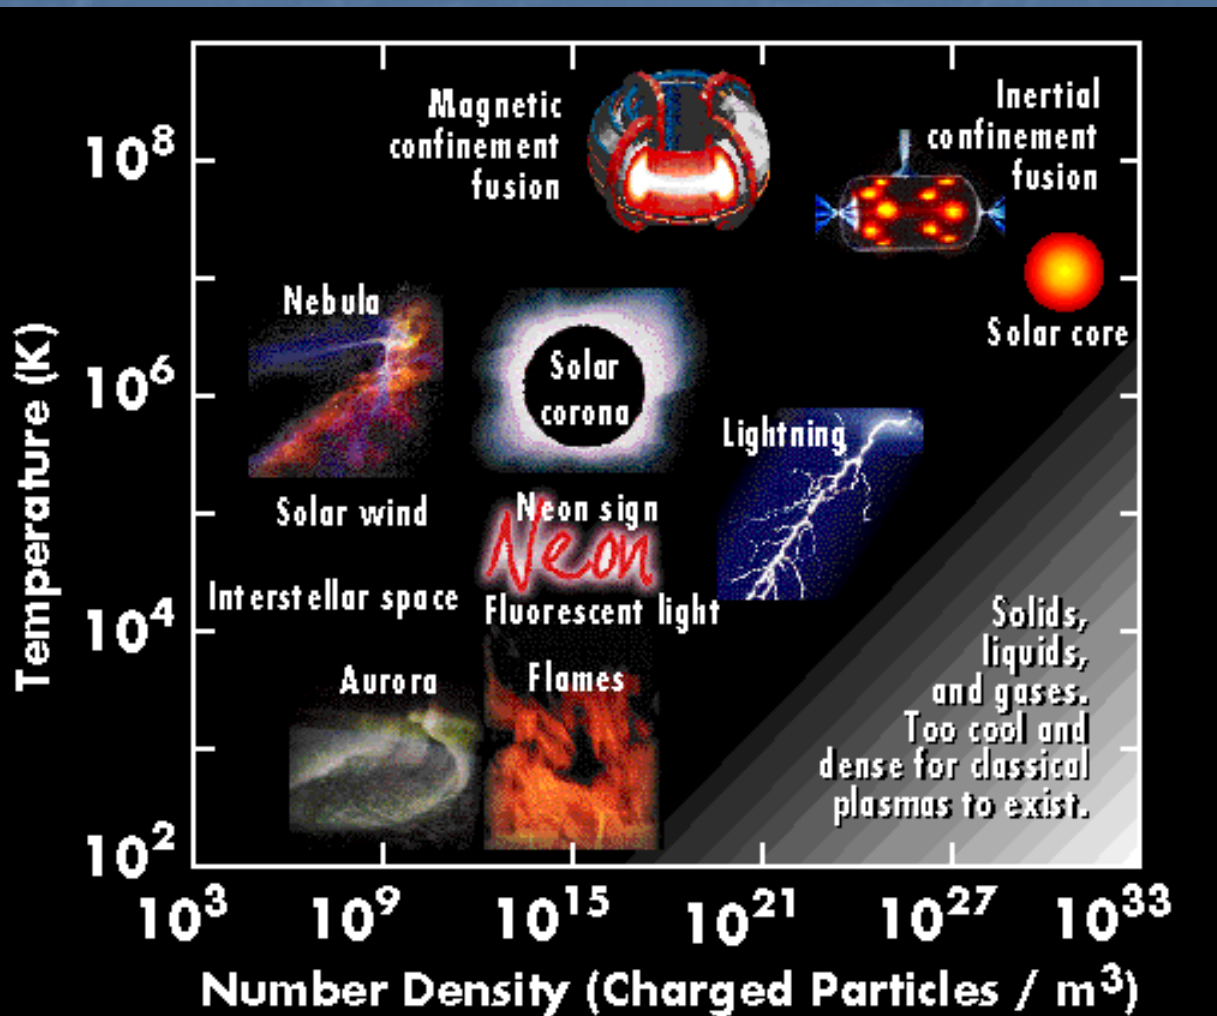 Magnetic
confinement
fusion
Inertial
confinement
fusion
10⁸
Nebula
Solar
corona
Solar core
10⁶
Lightning
Solar wind
Neon sign
Neon
Interstellar space
Fluorescent light
10⁴
Aurora
Flames
Solids,
liquids,
and gases.
Too cool and
dense for classical
plasmas to exist.
10²
Temperature (K)
10³ 10⁹ 10¹⁵ 10²¹ 10²⁷ 10³³
Number Density (Charged Particles / m³)